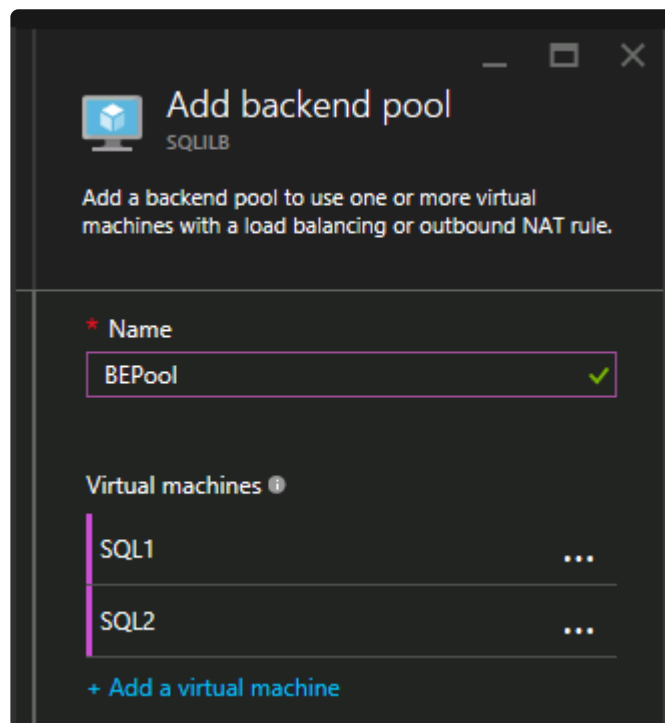 Add backend pool
SQLILB
Add a backend pool to use one or more virtual
machines with a load balancing or outbound NAT rule.
* Name
BEPool
Virtual machines
SQL1
...
SQL2
...
+ Add a virtual machine